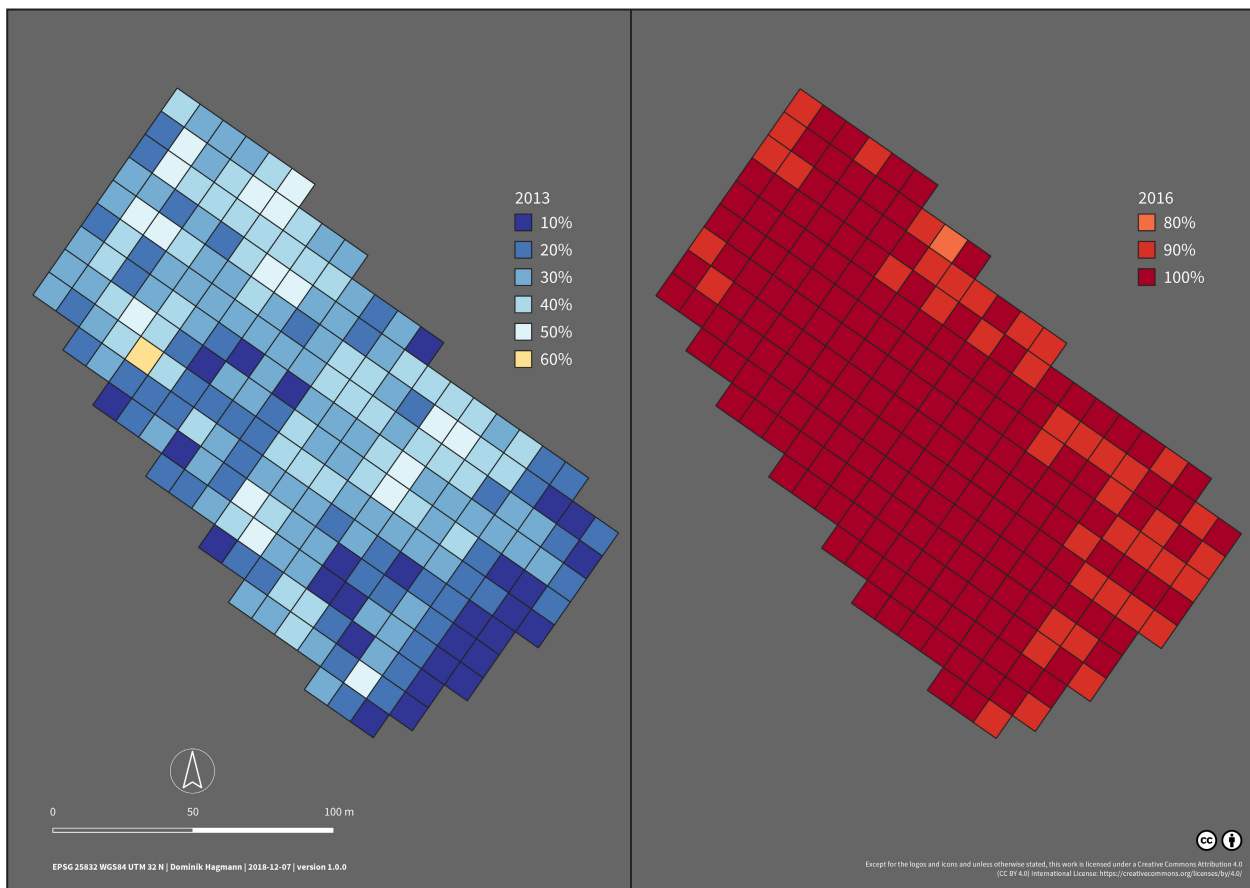 2013
10%
20%
30%
40%
50%
60%
2016
80%
90%
100%
0 50 100 m
EPSG 25832 WGS84 UTM 32 N | Dominik Hagmann | 2018-12-07 | version 1.0.0
cc
Except for the logos and icons and unless otherwise stated, this work is licensed under a Creative Commons Attribution 4.0
(CC BY 4.0) International License: https://creativecommons.org/licenses/by/4.0/